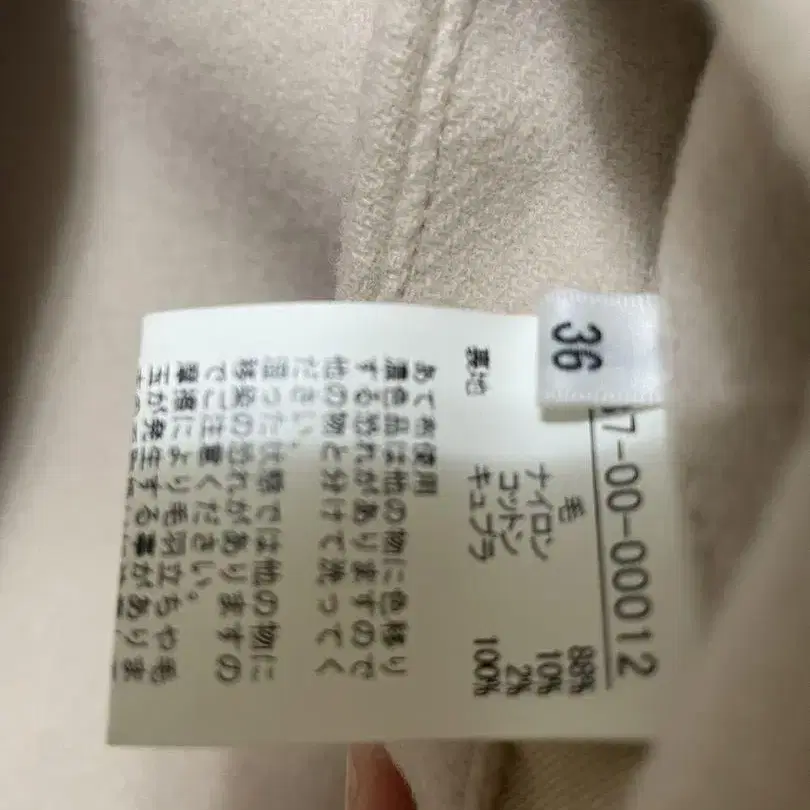 36
7-00-00012
毛 88%
ナイロン 10%
コットン 2%
裏地 キュプラ 100%
あて布使用
濃色品は他の物に色移り
する恐れがありますので
他の物と分けて洗ってく
ださい。
湿った状態では他の物に
移染の恐れがありますの
でご注意ください。
摩擦により毛羽立ちや毛
玉が発生する事がありま